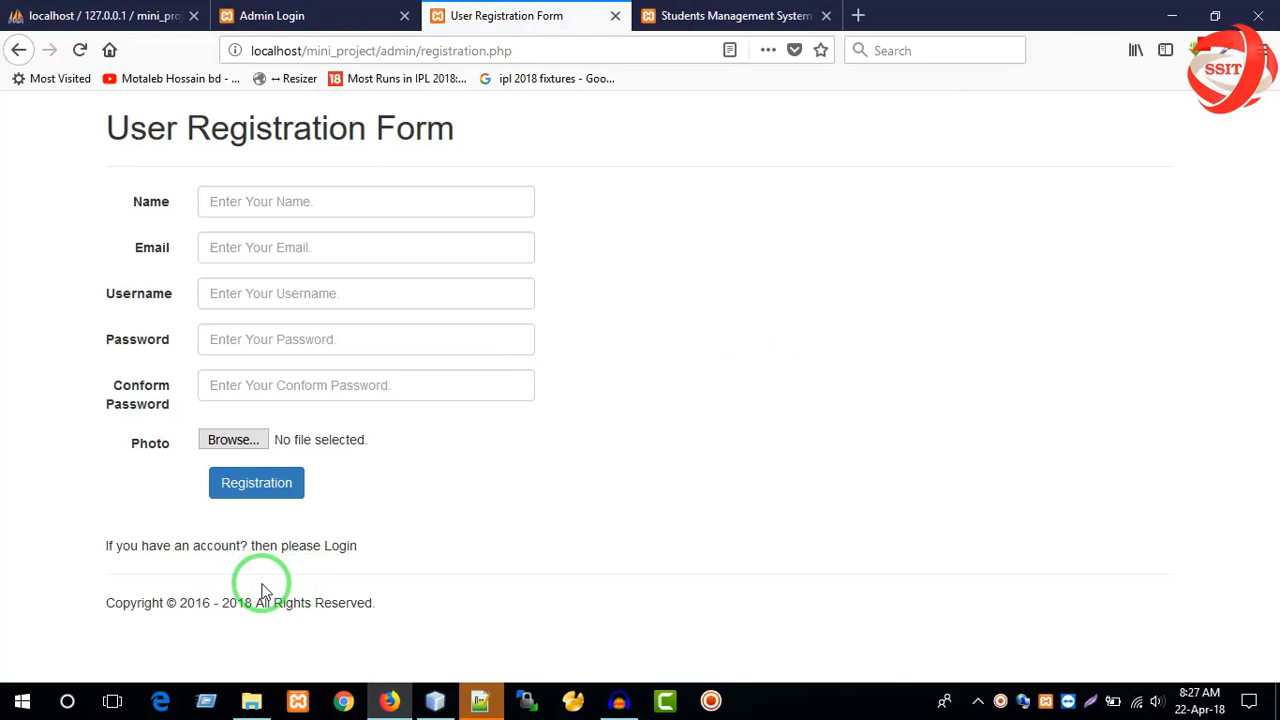 localhost / 127.0.0.1 / mini_pro
Admin Login
User Registration Form
Students Management System
localhost/mini_project/admin/registration.php
Search
Most Visited
Motaleb Hossain bd - ...
↔ Resizer
18 Most Runs in IPL 2018:...
ipl 2018 fixtures - Goo...
SSIT
User Registration Form
Name
Enter Your Name.
Email
Enter Your Email.
Username
Enter Your Username.
Password
Enter Your Password.
Conform
Password
Enter Your Conform Password.
Photo
Browse... No file selected.
Registration
If you have an account? then please Login
Copyright © 2016 - 2018 All Rights Reserved.
8:27 AM
22-Apr-18